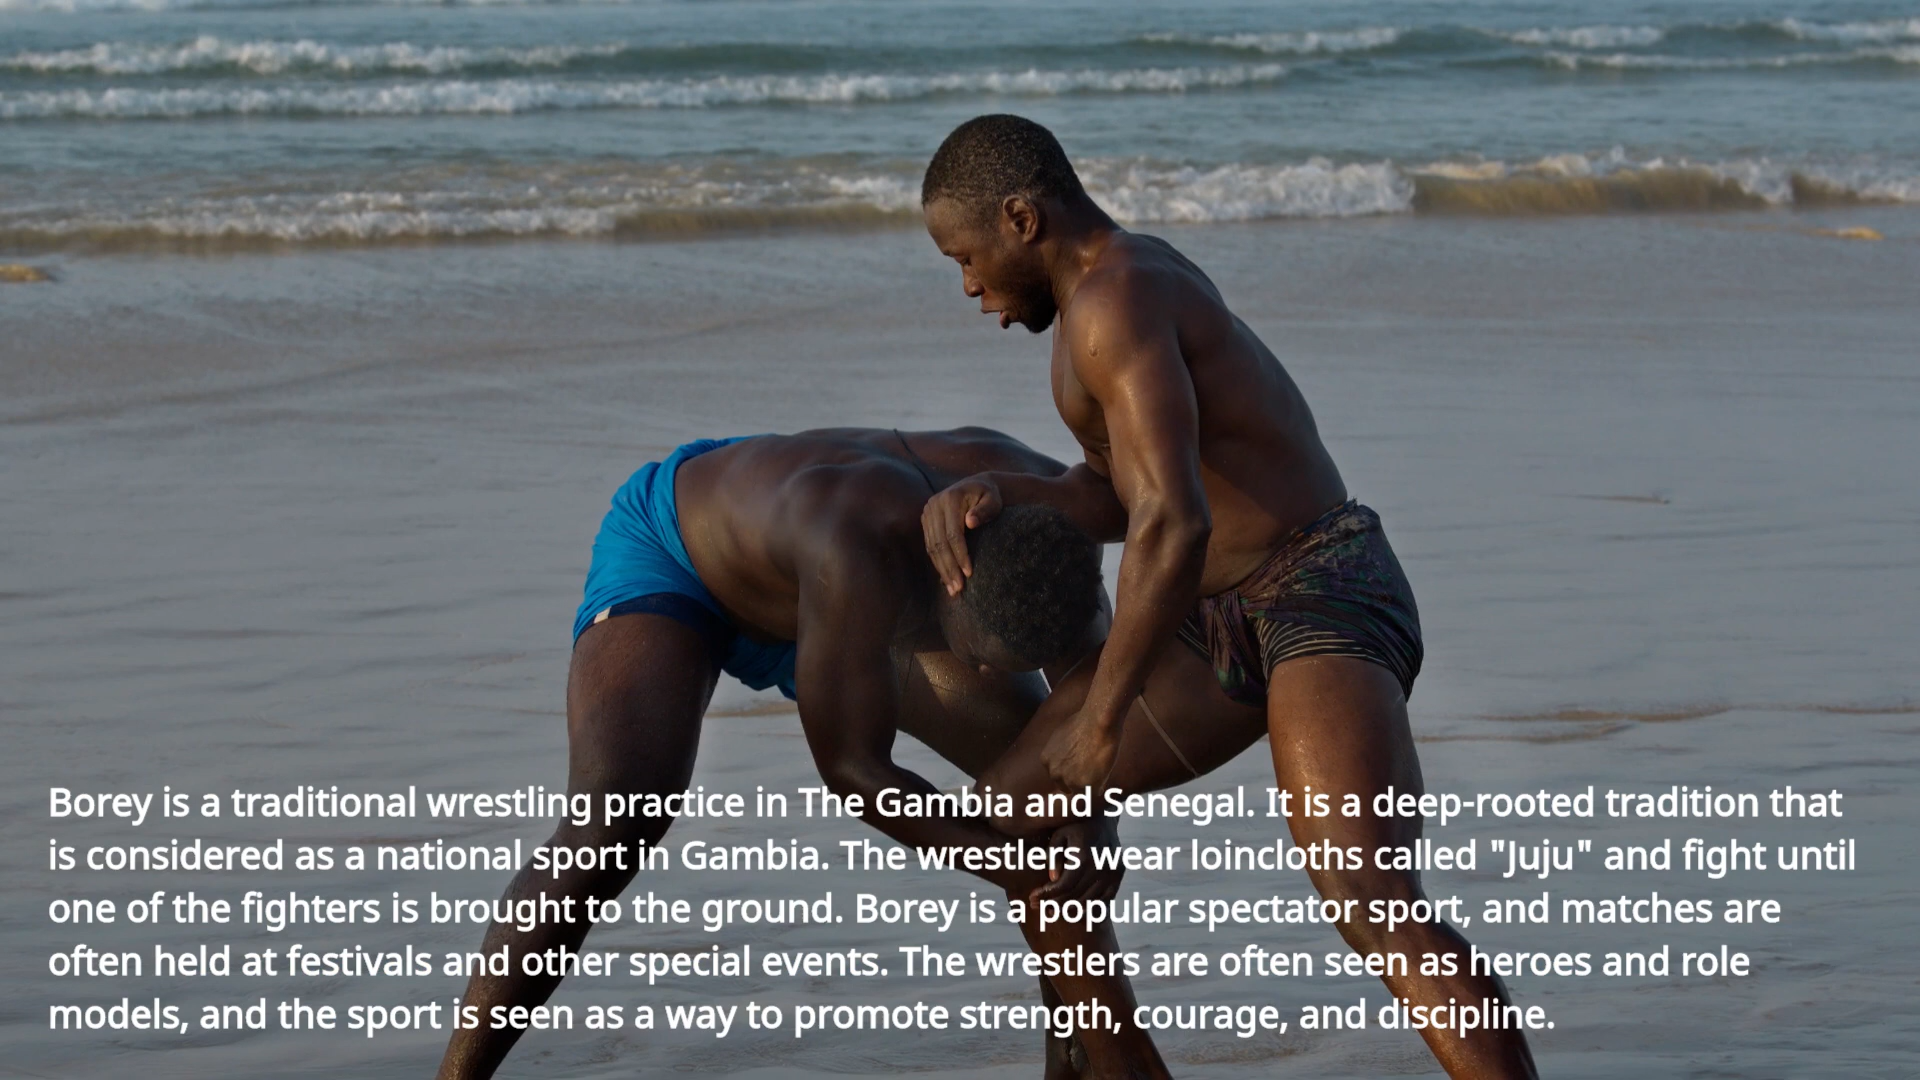 Borey is a traditional wrestling practice in The Gambia and Senegal. It is a deep-rooted tradition that
is considered as a national sport in Gambia. The wrestlers wear loincloths called "Juju" and fight until
one of the fighters is brought to the ground. Borey is a popular spectator sport, and matches are
often held at festivals and other special events. The wrestlers are often seen as heroes and role
models, and the sport is seen as a way to promote strength, courage, and discipline.